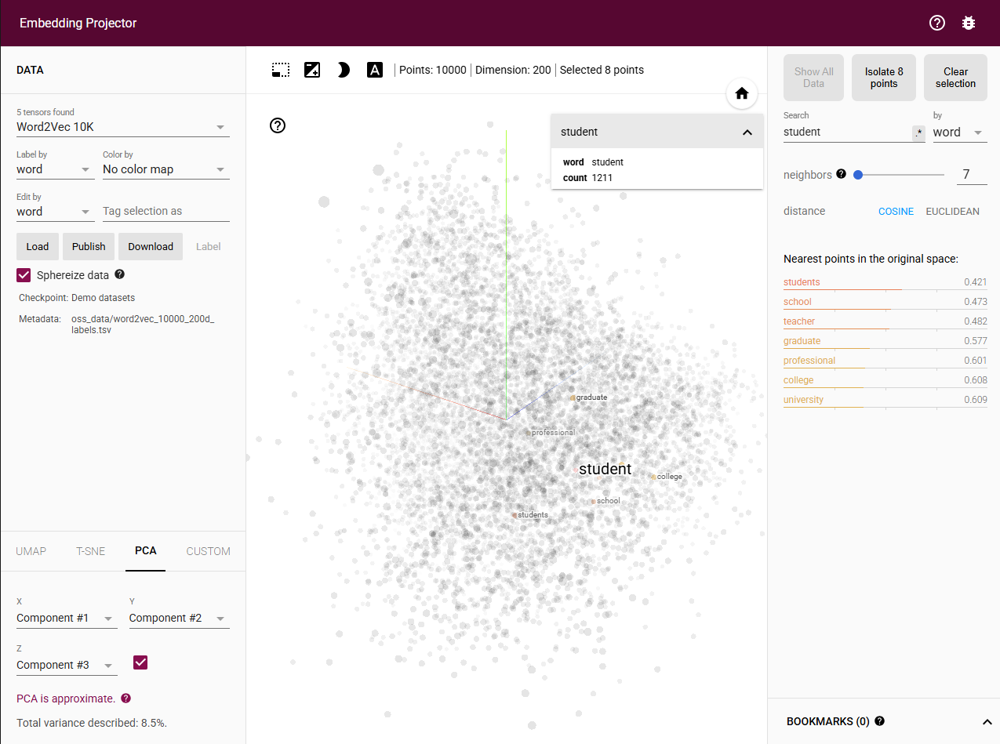 Embedding Projector
DATA
5 tensors found
Word2Vec 10K
Label by
Color by
word
No color map
Edit by
word
Tag selection as
Load
Publish
Download
Label
Sphereize data
Checkpoint: Demo datasets
Metadata: oss_data/word2vec_10000_200d_
labels.tsv
UMAP
T-SNE
PCA
CUSTOM
X
Y
Component #1
Component #2
Z
Component #3
PCA is approximate.
Total variance described: 8.5%.
A
Points: 10000 | Dimension: 200 | Selected 8 points
student
word student
count 1211
graduate
professional
student
college
school
students
Show All
Data
Isolate 8
points
Clear
selection
Search
by
student
.*
word
neighbors
7
distance
COSINE
EUCLIDEAN
Nearest points in the original space:
students 0.421
school 0.473
teacher 0.482
graduate 0.577
professional 0.601
college 0.608
university 0.609
BOOKMARKS (0)